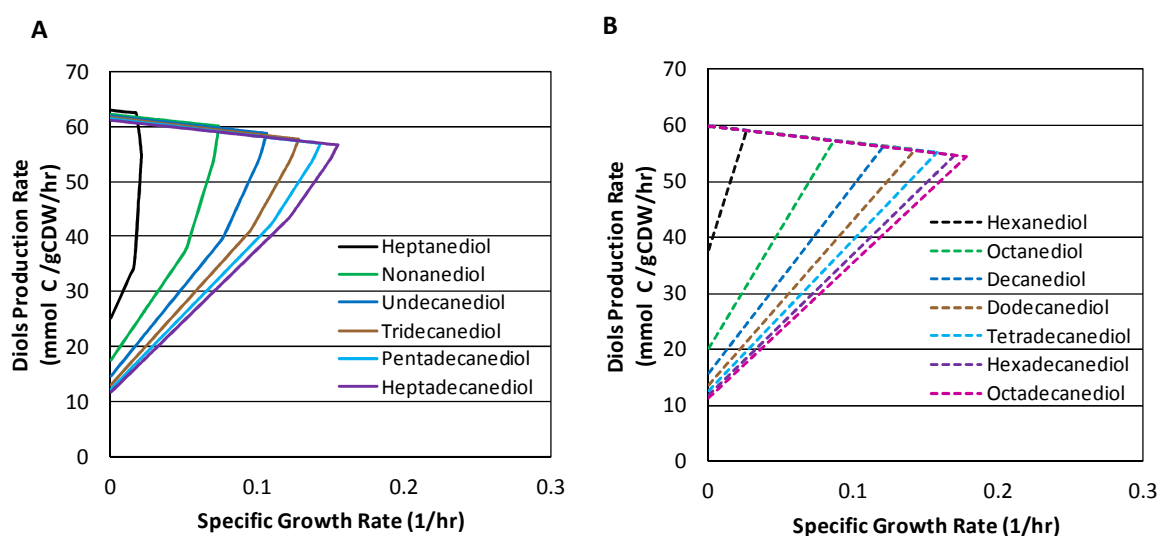 A
Diols Production Rate
(mmol C /gCDW/hr)
70
60
50
40
30
20
10
0
0
0.1
0.2
0.3
Specific Growth Rate (1/hr)
Heptanediol
Nonanediol
Undecanediol
Tridecanediol
Pentadecanediol
Heptadecanediol
B
Diols Production Rate
(mmol C /gCDW/hr)
70
60
50
40
30
20
10
0
0
0.1
0.2
0.3
Specific Growth Rate (1/hr)
Hexanediol
Octanediol
Decanediol
Dodecanediol
Tetradecanediol
Hexadecanediol
Octadecanediol